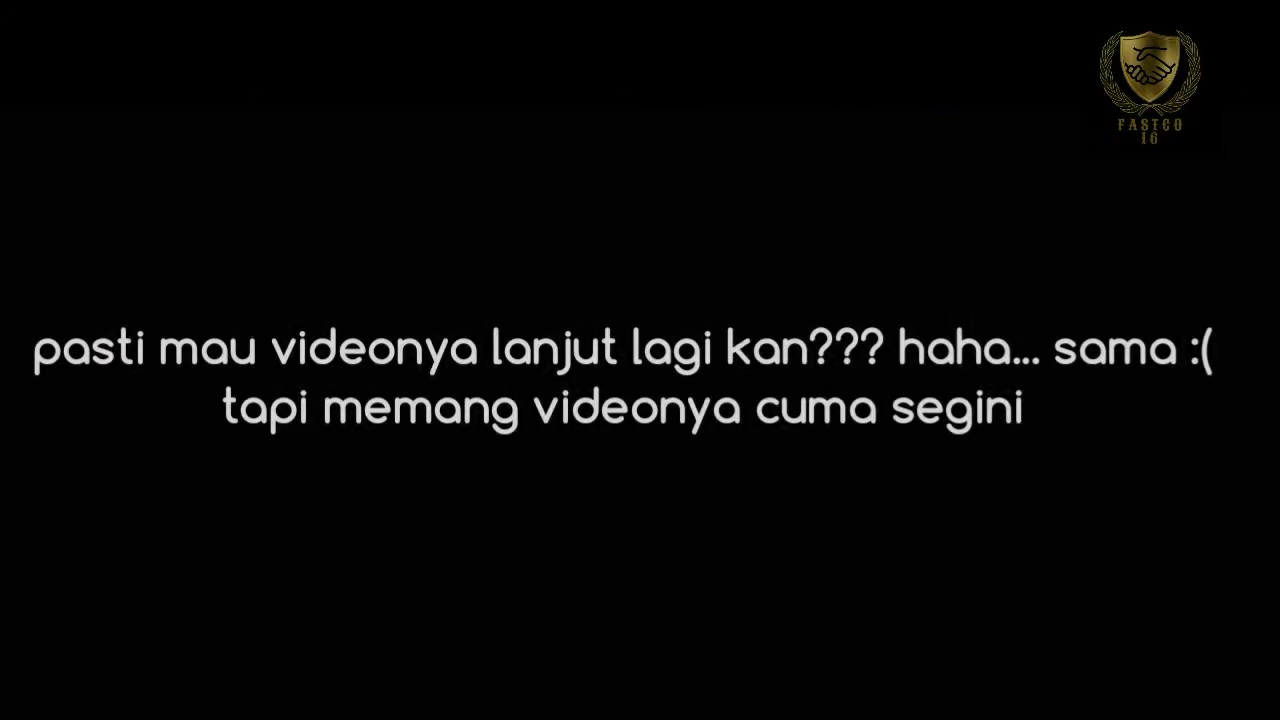 FASTCO
16
pasti mau videonya lanjut lagi kan??? haha... sama :(
tapi memang videonya cuma segini